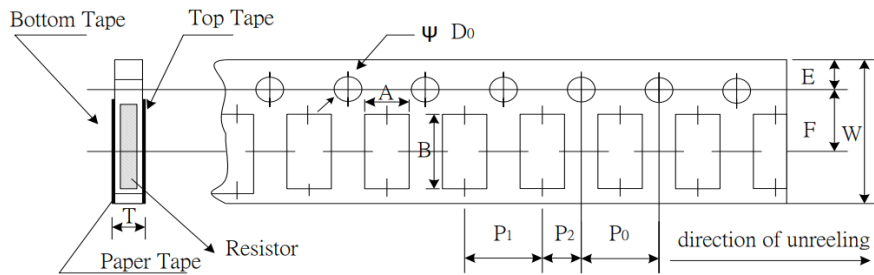 Bottom Tape
Top Tape
Ψ D0
E
A
F
W
B
T
Resistor
P1
P2
P0
direction of unreeling
Paper Tape